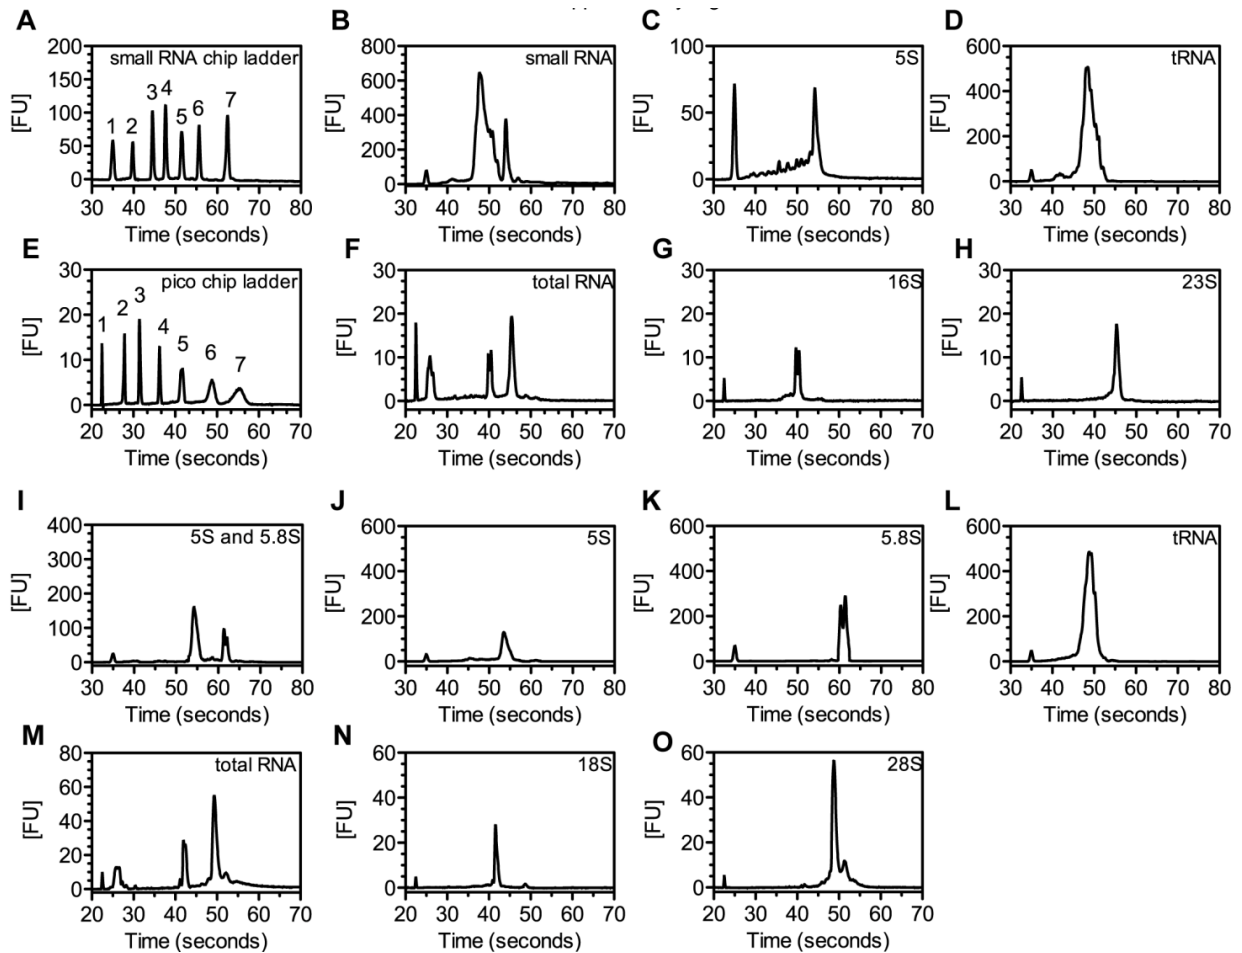 A
200
150
100
50
0
[FU]
small RNA chip ladder
1 2 3 4 5 6 7
30 40 50 60 70 80
Time (seconds)
B
800
600
400
200
0
[FU]
small RNA
30 40 50 60 70 80
Time (seconds)
C
100
50
0
[FU]
5S
30 40 50 60 70 80
Time (seconds)
D
600
400
200
0
[FU]
tRNA
30 40 50 60 70 80
Time (seconds)
E
30
20
10
0
[FU]
pico chip ladder
1 2 3 4 5 6 7
20 30 40 50 60 70
Time (seconds)
F
30
20
10
0
[FU]
total RNA
20 30 40 50 60 70
Time (seconds)
G
30
20
10
0
[FU]
16S
20 30 40 50 60 70
Time (seconds)
H
30
20
10
0
[FU]
23S
20 30 40 50 60 70
Time (seconds)
I
400
300
200
100
0
[FU]
5S and 5.8S
30 40 50 60 70 80
Time (seconds)
J
600
400
200
0
[FU]
5S
30 40 50 60 70 80
Time (seconds)
K
600
400
200
0
[FU]
5.8S
30 40 50 60 70 80
Time (seconds)
L
600
400
200
0
[FU]
tRNA
30 40 50 60 70 80
Time (seconds)
M
80
60
40
20
0
[FU]
total RNA
20 30 40 50 60 70
Time (seconds)
N
60
40
20
0
[FU]
18S
20 30 40 50 60 70
Time (seconds)
O
60
40
20
0
[FU]
28S
20 30 40 50 60 70
Time (seconds)